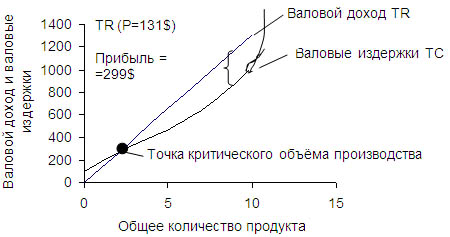 Валовой доход и валовые
издержки
1400
1200
1000
800
600
400
200
0
TR (P=131$)
Прибыль =
=299$
Валовой доход TR
Валовые издержки TC
Точка критического объёма производства
0
5
10
15
Общее количество продукта